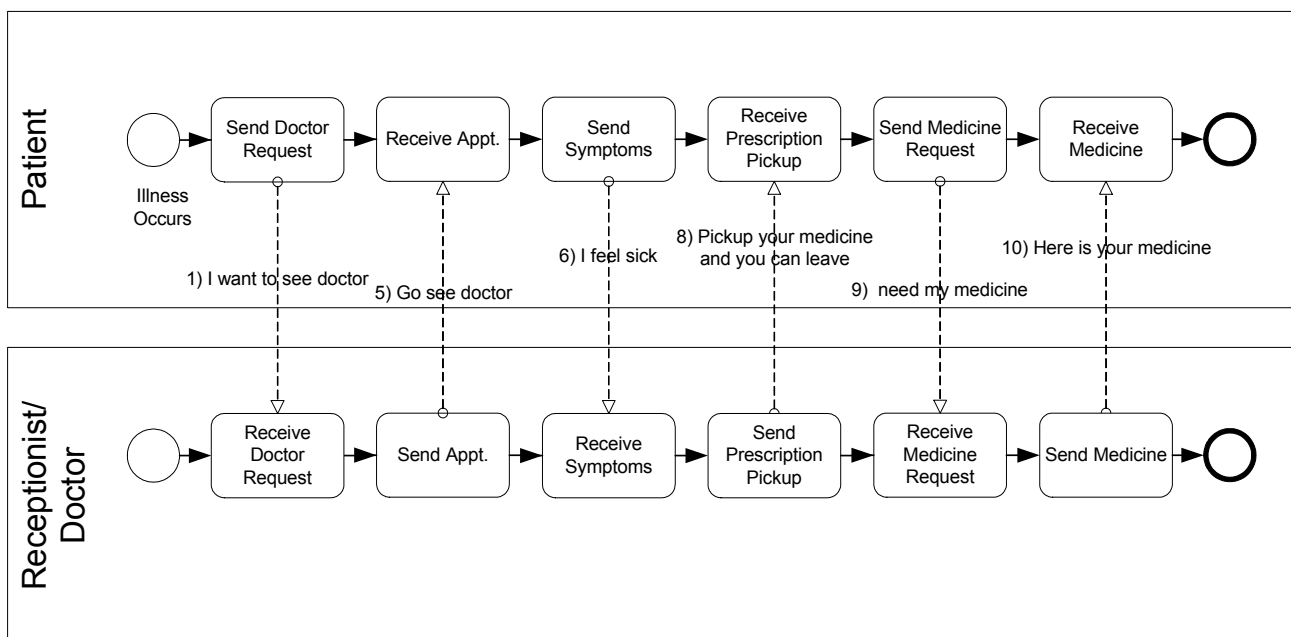 Patient
Send Doctor
Request
Receive Appt.
Send
Symptoms
Receive
Prescription
Pickup
Send Medicine
Request
Receive
Medicine
Illness
Occurs
1) I want to see doctor
5) Go see doctor
6) I feel sick
8) Pickup your medicine
and you can leave
9)  need my medicine
10) Here is your medicine
Receptionist/
Doctor
Receive
Doctor
Request
Send Appt.
Receive
Symptoms
Send
Prescription
Pickup
Receive
Medicine
Request
Send Medicine